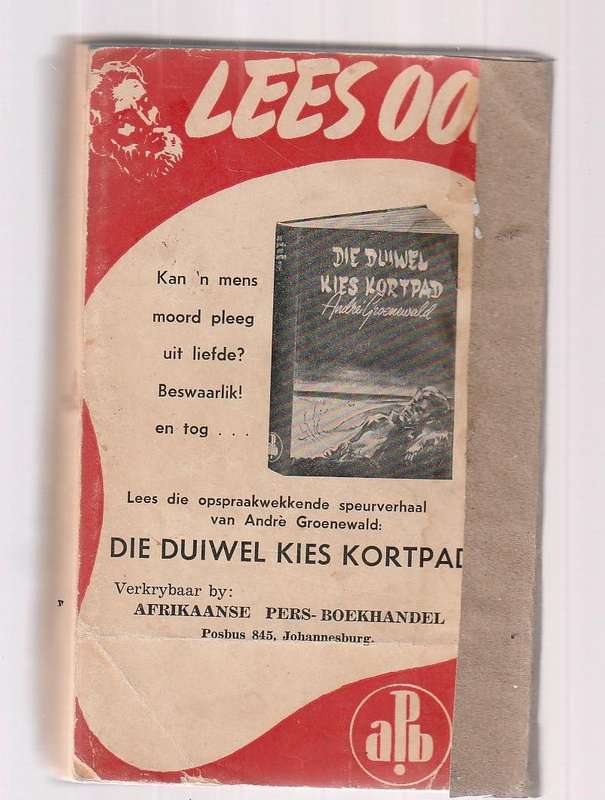 LEES OO
Kan 'n mens
moord pleeg
uit liefde?
Beswaarlik!
en tog . . .
DIE DUIWEL
KIES KORTPAD
André Groenewald
Lees die opspraakwekkende speurverhaal
van Andrè Groenewald:
DIE DUIWEL KIES KORTPAD
Verkrybaar by:
AFRIKAANSE PERS-BOEKHANDEL
Posbus 845, Johannesburg.
aPb